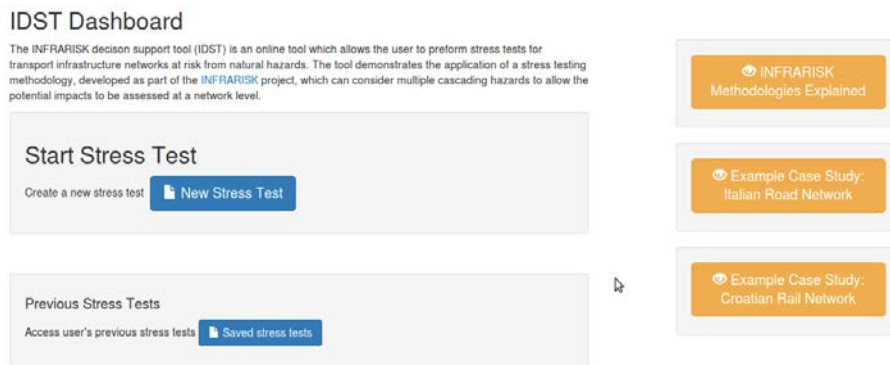 IDST Dashboard
The INFRARISK decison support tool (IDST) is an online tool which allows the user to preform stress tests for
transport infrastructure networks at risk from natural hazards. The tool demonstrates the application of a stress testing
methodology, developed as part of the INFRARISK project, which can consider multiple cascading hazards to allow the
potential impacts to be assessed at a network level.
Start Stress Test
Create a new stress test New Stress Test
Previous Stress Tests
Access user's previous stress tests Saved stress tests
INFRARISK
Methodologies Explained
Example Case Study:
Italian Road Network
Example Case Study:
Croatian Rail Network